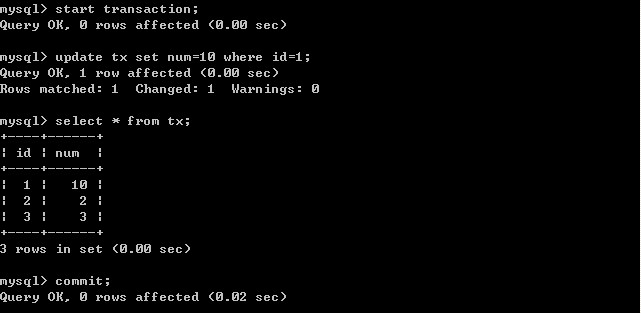 mysql> start transaction;
Query OK, 0 rows affected (0.00 sec)
mysql> update tx set num=10 where id=1;
Query OK, 1 row affected (0.00 sec)
Rows matched: 1  Changed: 1  Warnings: 0
mysql> select * from tx;
+----+------+
| id | num  |
+----+------+
|  1 |   10 |
|  2 |    2 |
|  3 |    3 |
+----+------+
3 rows in set (0.00 sec)
mysql> commit;
Query OK, 0 rows affected (0.02 sec)